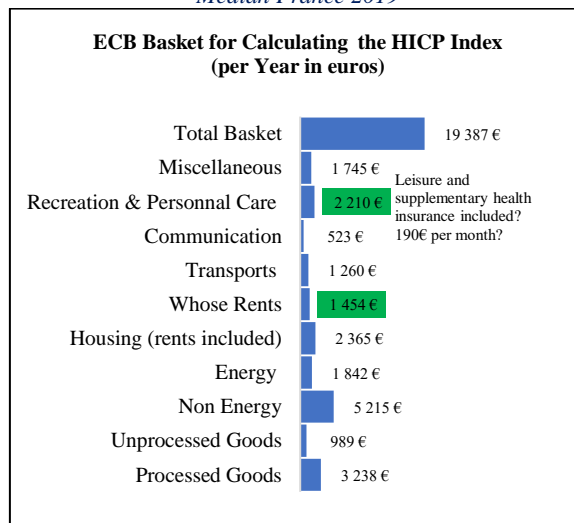 Median France 2019
ECB Basket for Calculating the HICP Index
(per Year in euros)
Total Basket 19 387 €
Miscellaneous 1 745 €
Recreation & Personnal Care 2 210 €
Leisure and
supplementary health
insurance included?
190€ per month?
Communication 523 €
Transports 1 260 €
Whose Rents 1 454 €
Housing (rents included) 2 365 €
Energy 1 842 €
Non Energy 5 215 €
Unprocessed Goods 989 €
Processed Goods 3 238 €